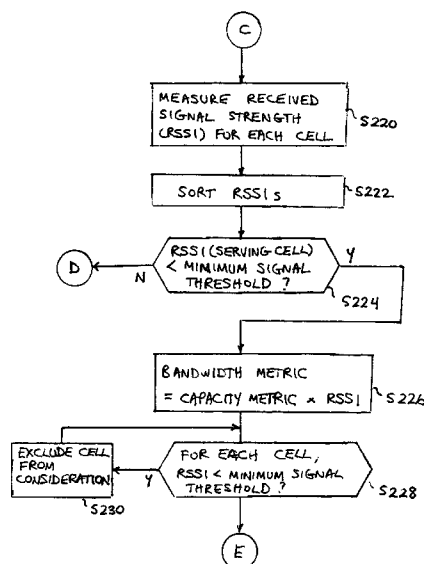 C
MEASURE RECEIVED
SIGNAL STRENGTH
(RSSI) FOR EACH CELL
S220
SORT RSSIs
S222
RSSI (SERVING CELL)
< MINIMUM SIGNAL
THRESHOLD ?
N
Y
D
S224
BANDWIDTH METRIC
= CAPACITY METRIC × RSSI
S226
EXCLUDE CELL
FROM
CONSIDERATION
S230
Y
FOR EACH CELL,
RSSI < MINIMUM SIGNAL
THRESHOLD ?
S228
E